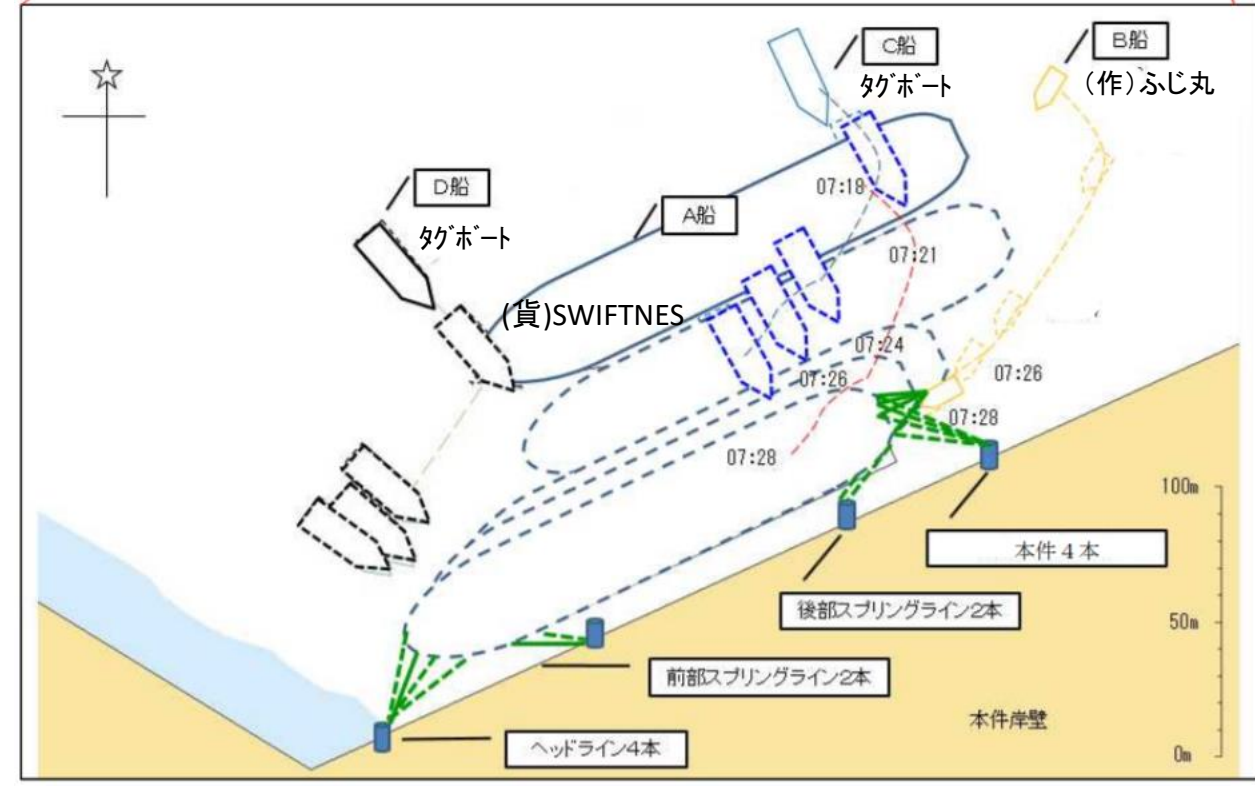 C船
タグボート
B船
(作)ふじ丸
D船
タグボート
A船
07:18
07:21
(貨)SWIFTNES
07:24
07:26
07:26
07:28
07:28
100m
本件4本
後部スプリングライン2本
50m
前部スプリングライン2本
本件岸壁
ヘッドライン4本
0m